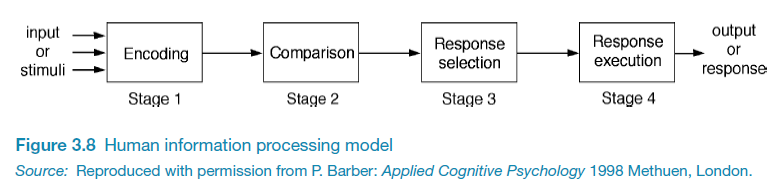 input
or
stimuli
Encoding
Comparison
Response
selection
Response
execution
output
or
response
Stage 1
Stage 2
Stage 3
Stage 4
Figure 3.8 Human information processing model
Source: Reproduced with permission from P. Barber: Applied Cognitive Psychology 1998 Methuen, London.